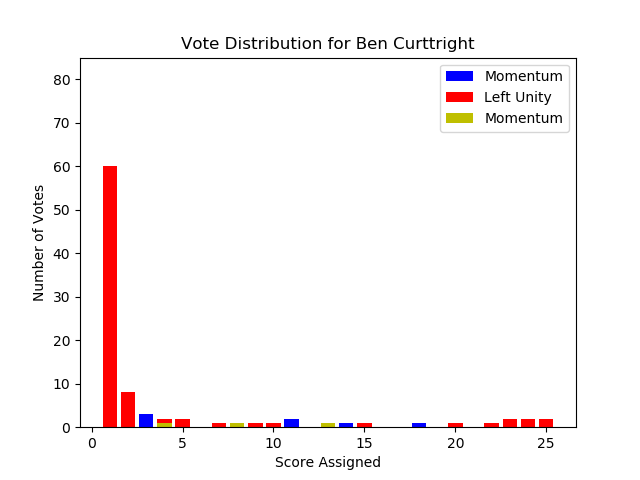 Vote Distribution for Ben Curttright
Momentum
Left Unity
Momentum
Number of Votes
80
70
60
50
40
30
20
10
0
0 5 10 15 20 25
Score Assigned